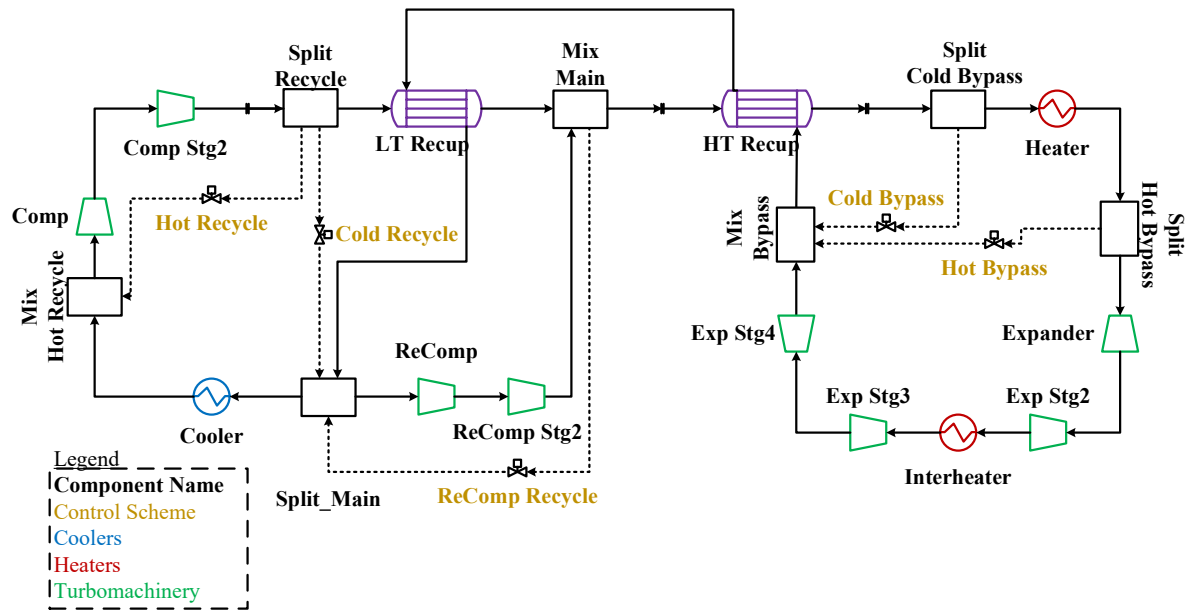 Split
Recycle
Mix
Main
Split
Cold Bypass
Comp Stg2
LT Recup
HT Recup
Heater
Comp
Hot Recycle
Cold Recycle
Cold Bypass
Mix
Bypass
Hot Bypass
Split
Hot Bypass
Mix
Hot Recycle
Exp Stg4
Expander
ReComp
Cooler
ReComp Stg2
Exp Stg3
Exp Stg2
Interheater
ReComp Recycle
Split_Main
Legend
Component Name
Control Scheme
Coolers
Heaters
Turbomachinery